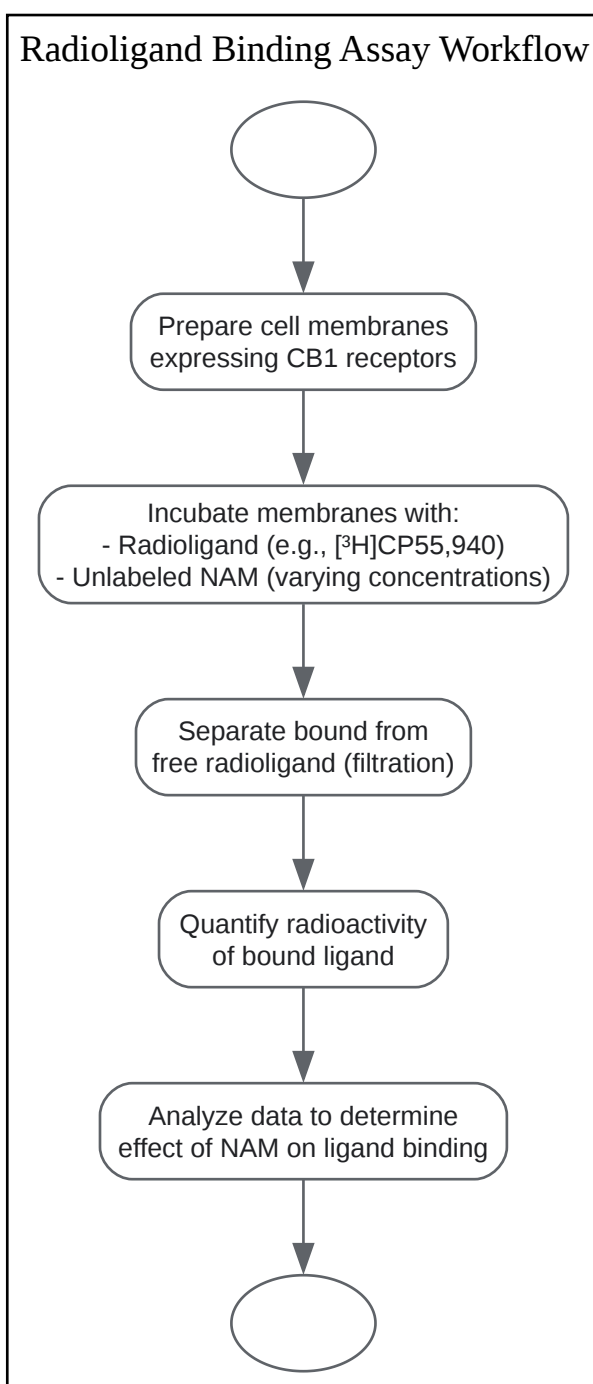 Radioligand Binding Assay Workflow
Prepare cell membranes
expressing CB1 receptors
Incubate membranes with:
- Radioligand (e.g., [³H]CP55,940)
- Unlabeled NAM (varying concentrations)
Separate bound from
free radioligand (filtration)
Quantify radioactivity
of bound ligand
Analyze data to determine
effect of NAM on ligand binding